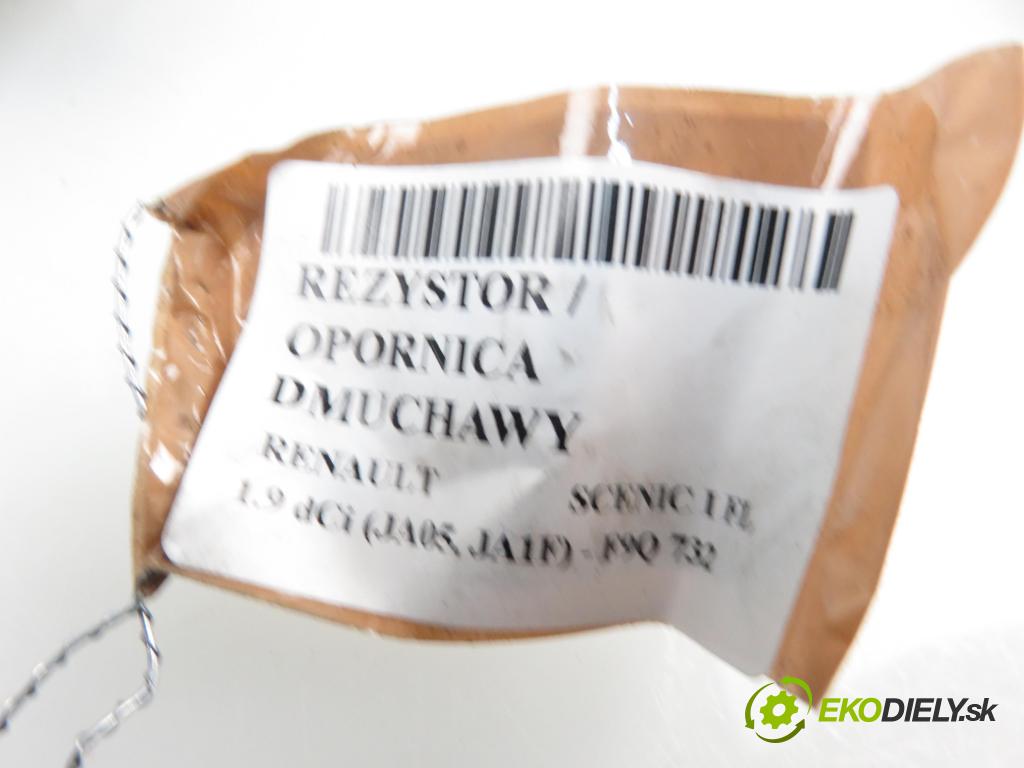 REZYSTOR /
OPORNICA
DMUCHAWY
RENAULT SCENIC I FL
1.9 dCi (JA05, JA1F) - F9Q 732
EKODIELY.sk